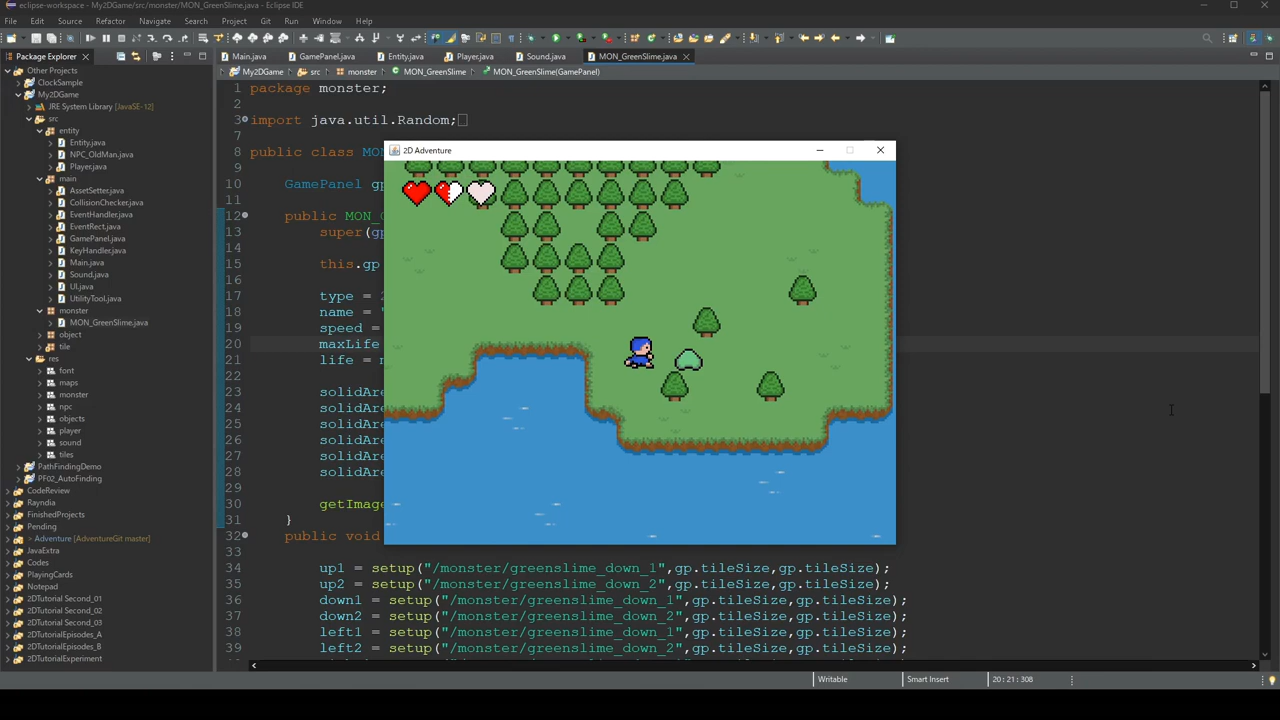 eclipse-workspace - My2DGame/src/monster/MON_GreenSlime.java - Eclipse IDE
File Edit Source Refactor Navigate Search Project Git Run Window Help
Package Explorer
Main.java GamePanel.java Entity.java Player.java Sound.java MON_GreenSlime.java
My2DGame src monster MON_GreenSlime MON_GreenSlime(GamePanel)
Other Projects
ClockSample
My2DGame
JRE System Library [JavaSE-12]
src
entity
Entity.java
NPC_OldMan.java
Player.java
main
AssetSetter.java
CollisionChecker.java
EventHandler.java
EventRect.java
GamePanel.java
KeyHandler.java
Main.java
Sound.java
UI.java
UtilityTool.java
monster
MON_GreenSlime.java
object
tile
res
font
maps
monster
npc
objects
player
sound
tiles
PathFindingDemo
PF02_AutoFinding
CodeReview
Rayndia
FinishedProjects
Pending
> Adventure [AdventureGit master]
JavaExtra
Codes
PlayingCards
Notepad
2DTutorial Second_01
2DTutorial Second_02
2DTutorial Second_03
2DTutorialEpisodes_A
2DTutorialEpisodes_B
2DTutorialExperiment
1 package monster;
2
3 import java.util.Random;
7
8 public class MO
9
10 GamePanel gp
11
12 public MON_G
13 super(gp
14
15 this.gp
16
17 type = 2
18 name = "
19 speed =
20 maxLife
21 life = m
22
23 solidAre
24 solidAre
25 solidAre
26 solidAre
27 solidAre
28 solidAre
29
30 getImage
31 }
32 public void
33
34 up1 = setup("/monster/greenslime_down_1",gp.tileSize,gp.tileSize);
35 up2 = setup("/monster/greenslime_down_2",gp.tileSize,gp.tileSize);
36 down1 = setup("/monster/greenslime_down_1",gp.tileSize,gp.tileSize);
37 down2 = setup("/monster/greenslime_down_2",gp.tileSize,gp.tileSize);
38 left1 = setup("/monster/greenslime_down_1",gp.tileSize,gp.tileSize);
39 left2 = setup("/monster/greenslime_down_2",gp.tileSize,gp.tileSize);
2D Adventure
Writable Smart Insert 20 : 21 : 308